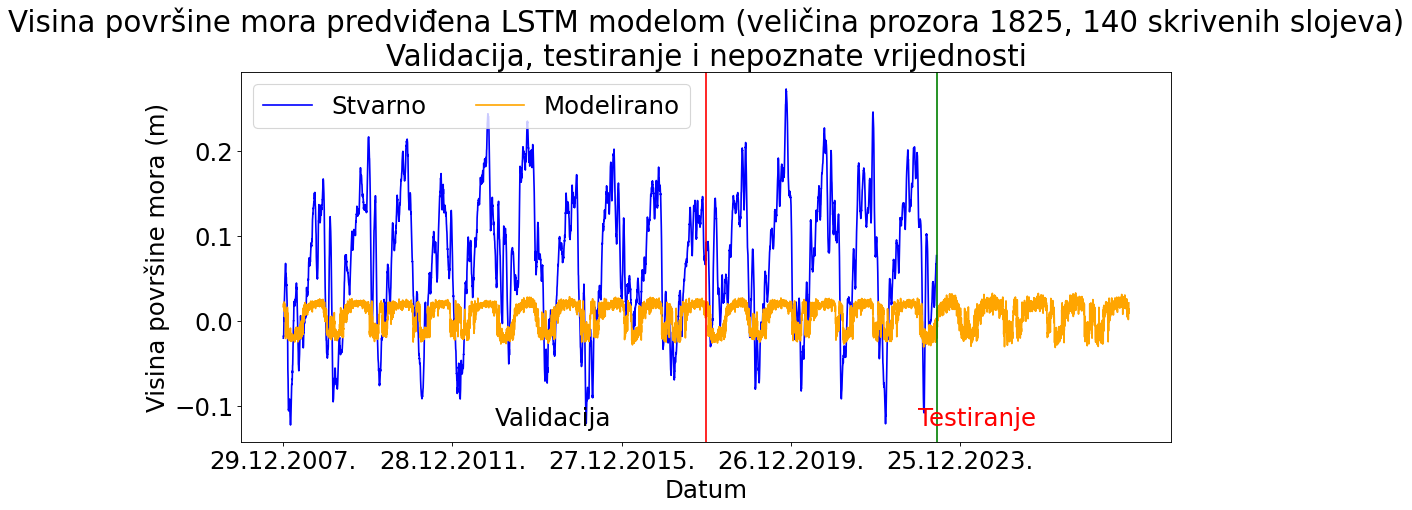 Visina površine mora predviđena LSTM modelom (veličina prozora 1825, 140 skrivenih slojeva)
Validacija, testiranje i nepoznate vrijednosti
Stvarno
Modelirano
Visina površine mora (m)
0.2
0.1
0.0
−0.1
Validacija
Testiranje
29.12.2007.
28.12.2011.
27.12.2015.
26.12.2019.
25.12.2023.
Datum